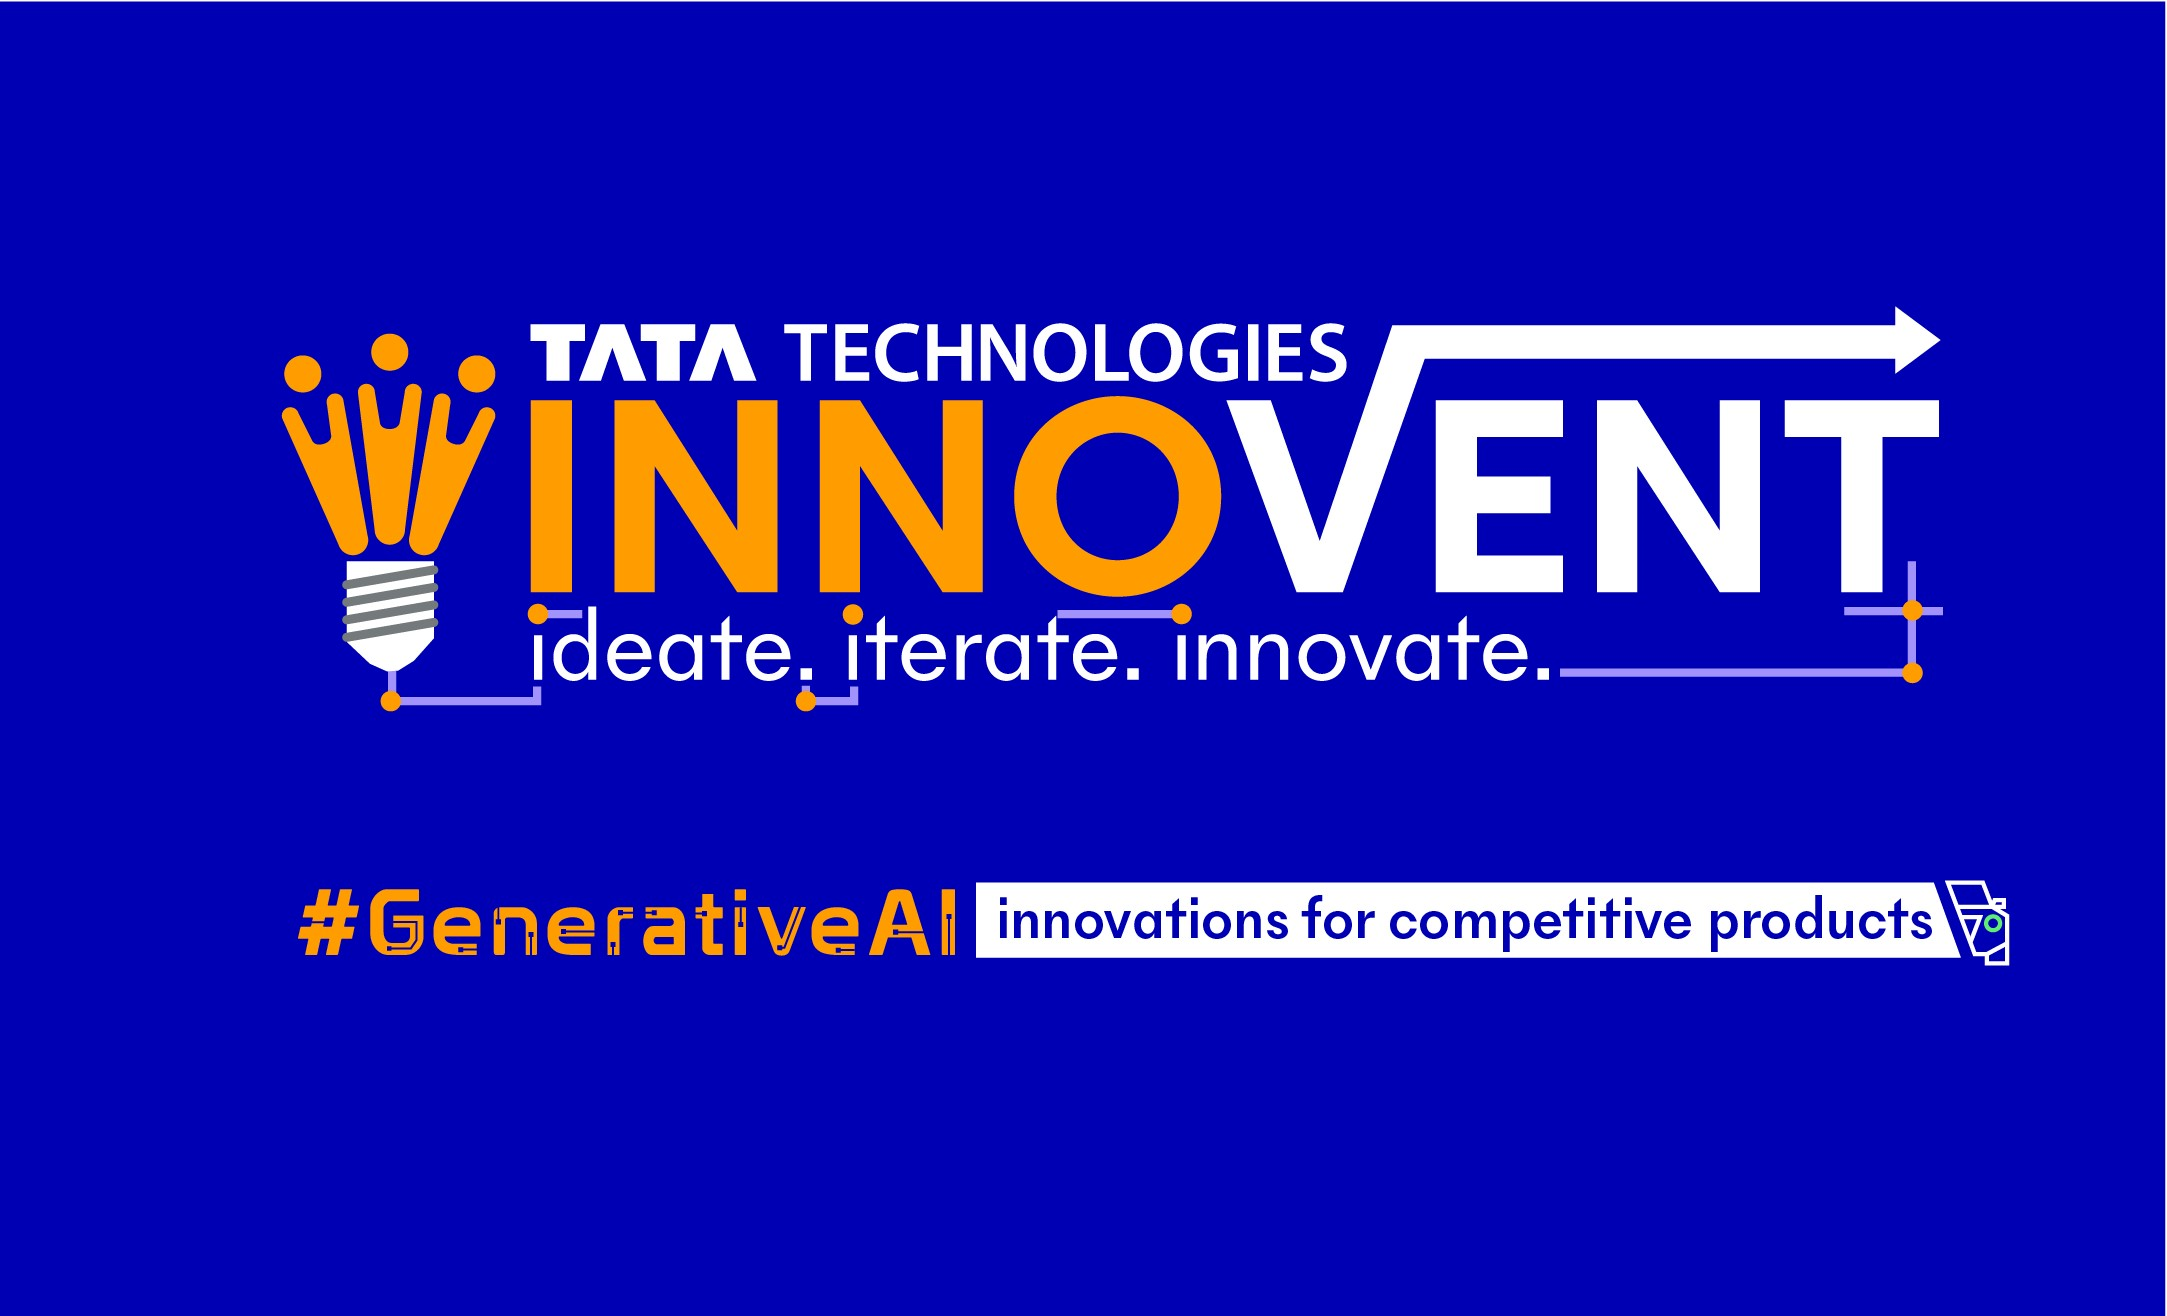 TATA TECHNOLOGIES
INNOVENT
ideate. iterate. innovate.
#GenerativeAI innovations for competitive products